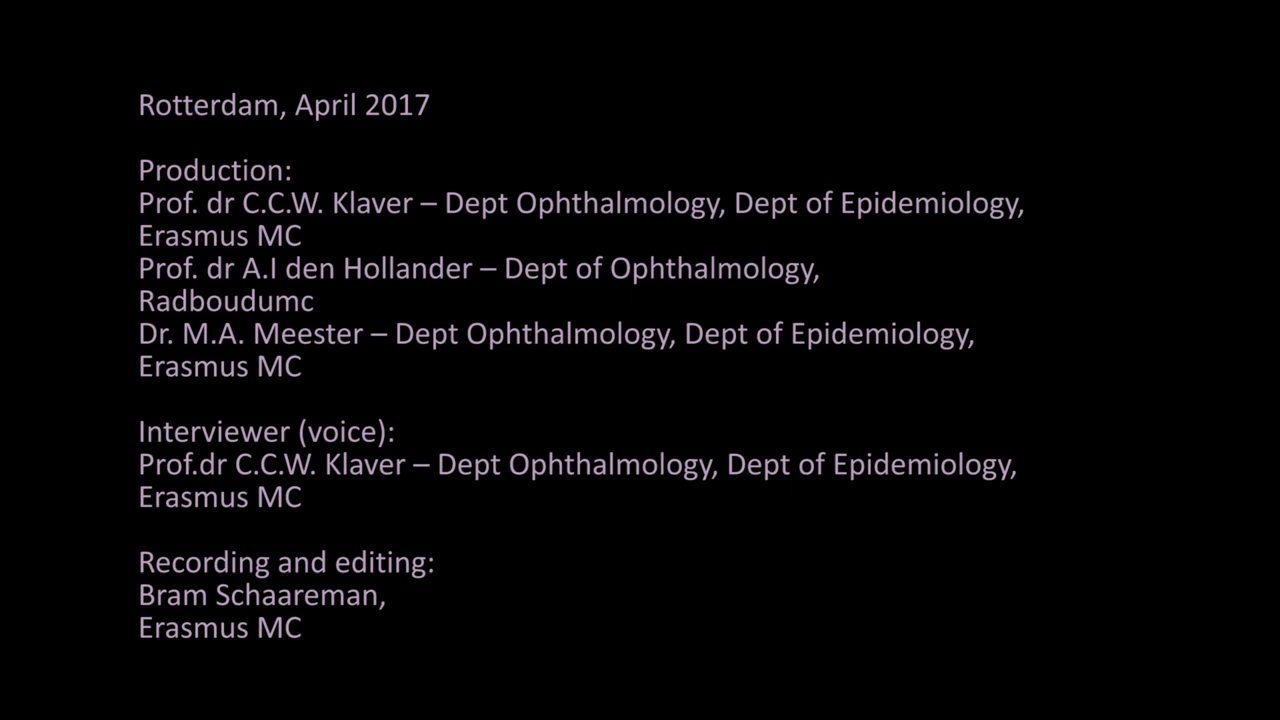 Rotterdam, April 2017
Production:
Prof. dr C.C.W. Klaver – Dept Ophthalmology, Dept of Epidemiology,
Erasmus MC
Prof. dr A.I den Hollander – Dept of Ophthalmology,
Radboudumc
Dr. M.A. Meester – Dept Ophthalmology, Dept of Epidemiology,
Erasmus MC
Interviewer (voice):
Prof.dr C.C.W. Klaver – Dept Ophthalmology, Dept of Epidemiology,
Erasmus MC
Recording and editing:
Bram Schaareman,
Erasmus MC